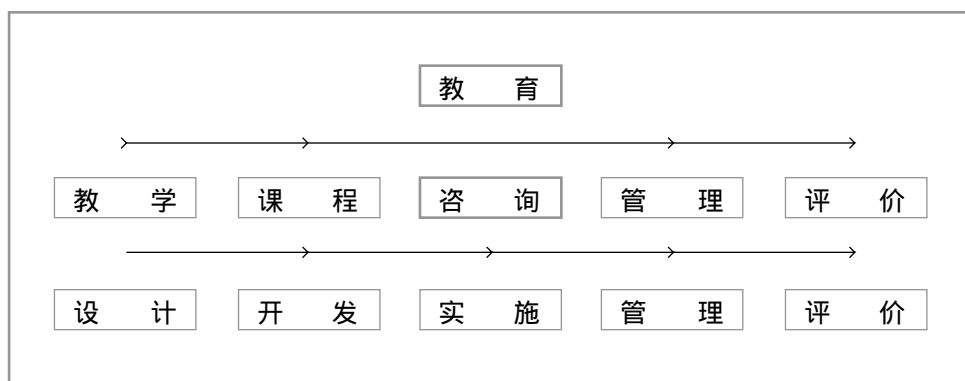 教 育
教 学 课 程 咨 询 管 理 评 价
设 计 开 发 实 施 管 理 评 价